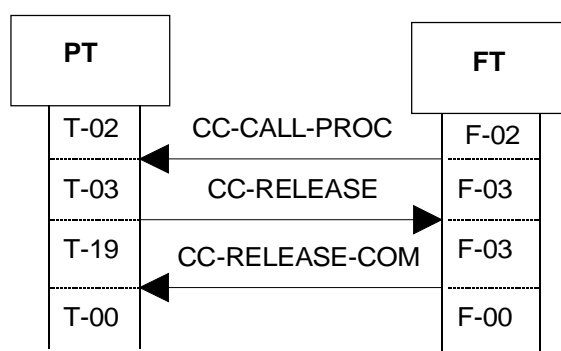 PT FT
T-02 CC-CALL-PROC F-02
T-03 CC-RELEASE F-03
T-19 CC-RELEASE-COM F-03
T-00 F-00